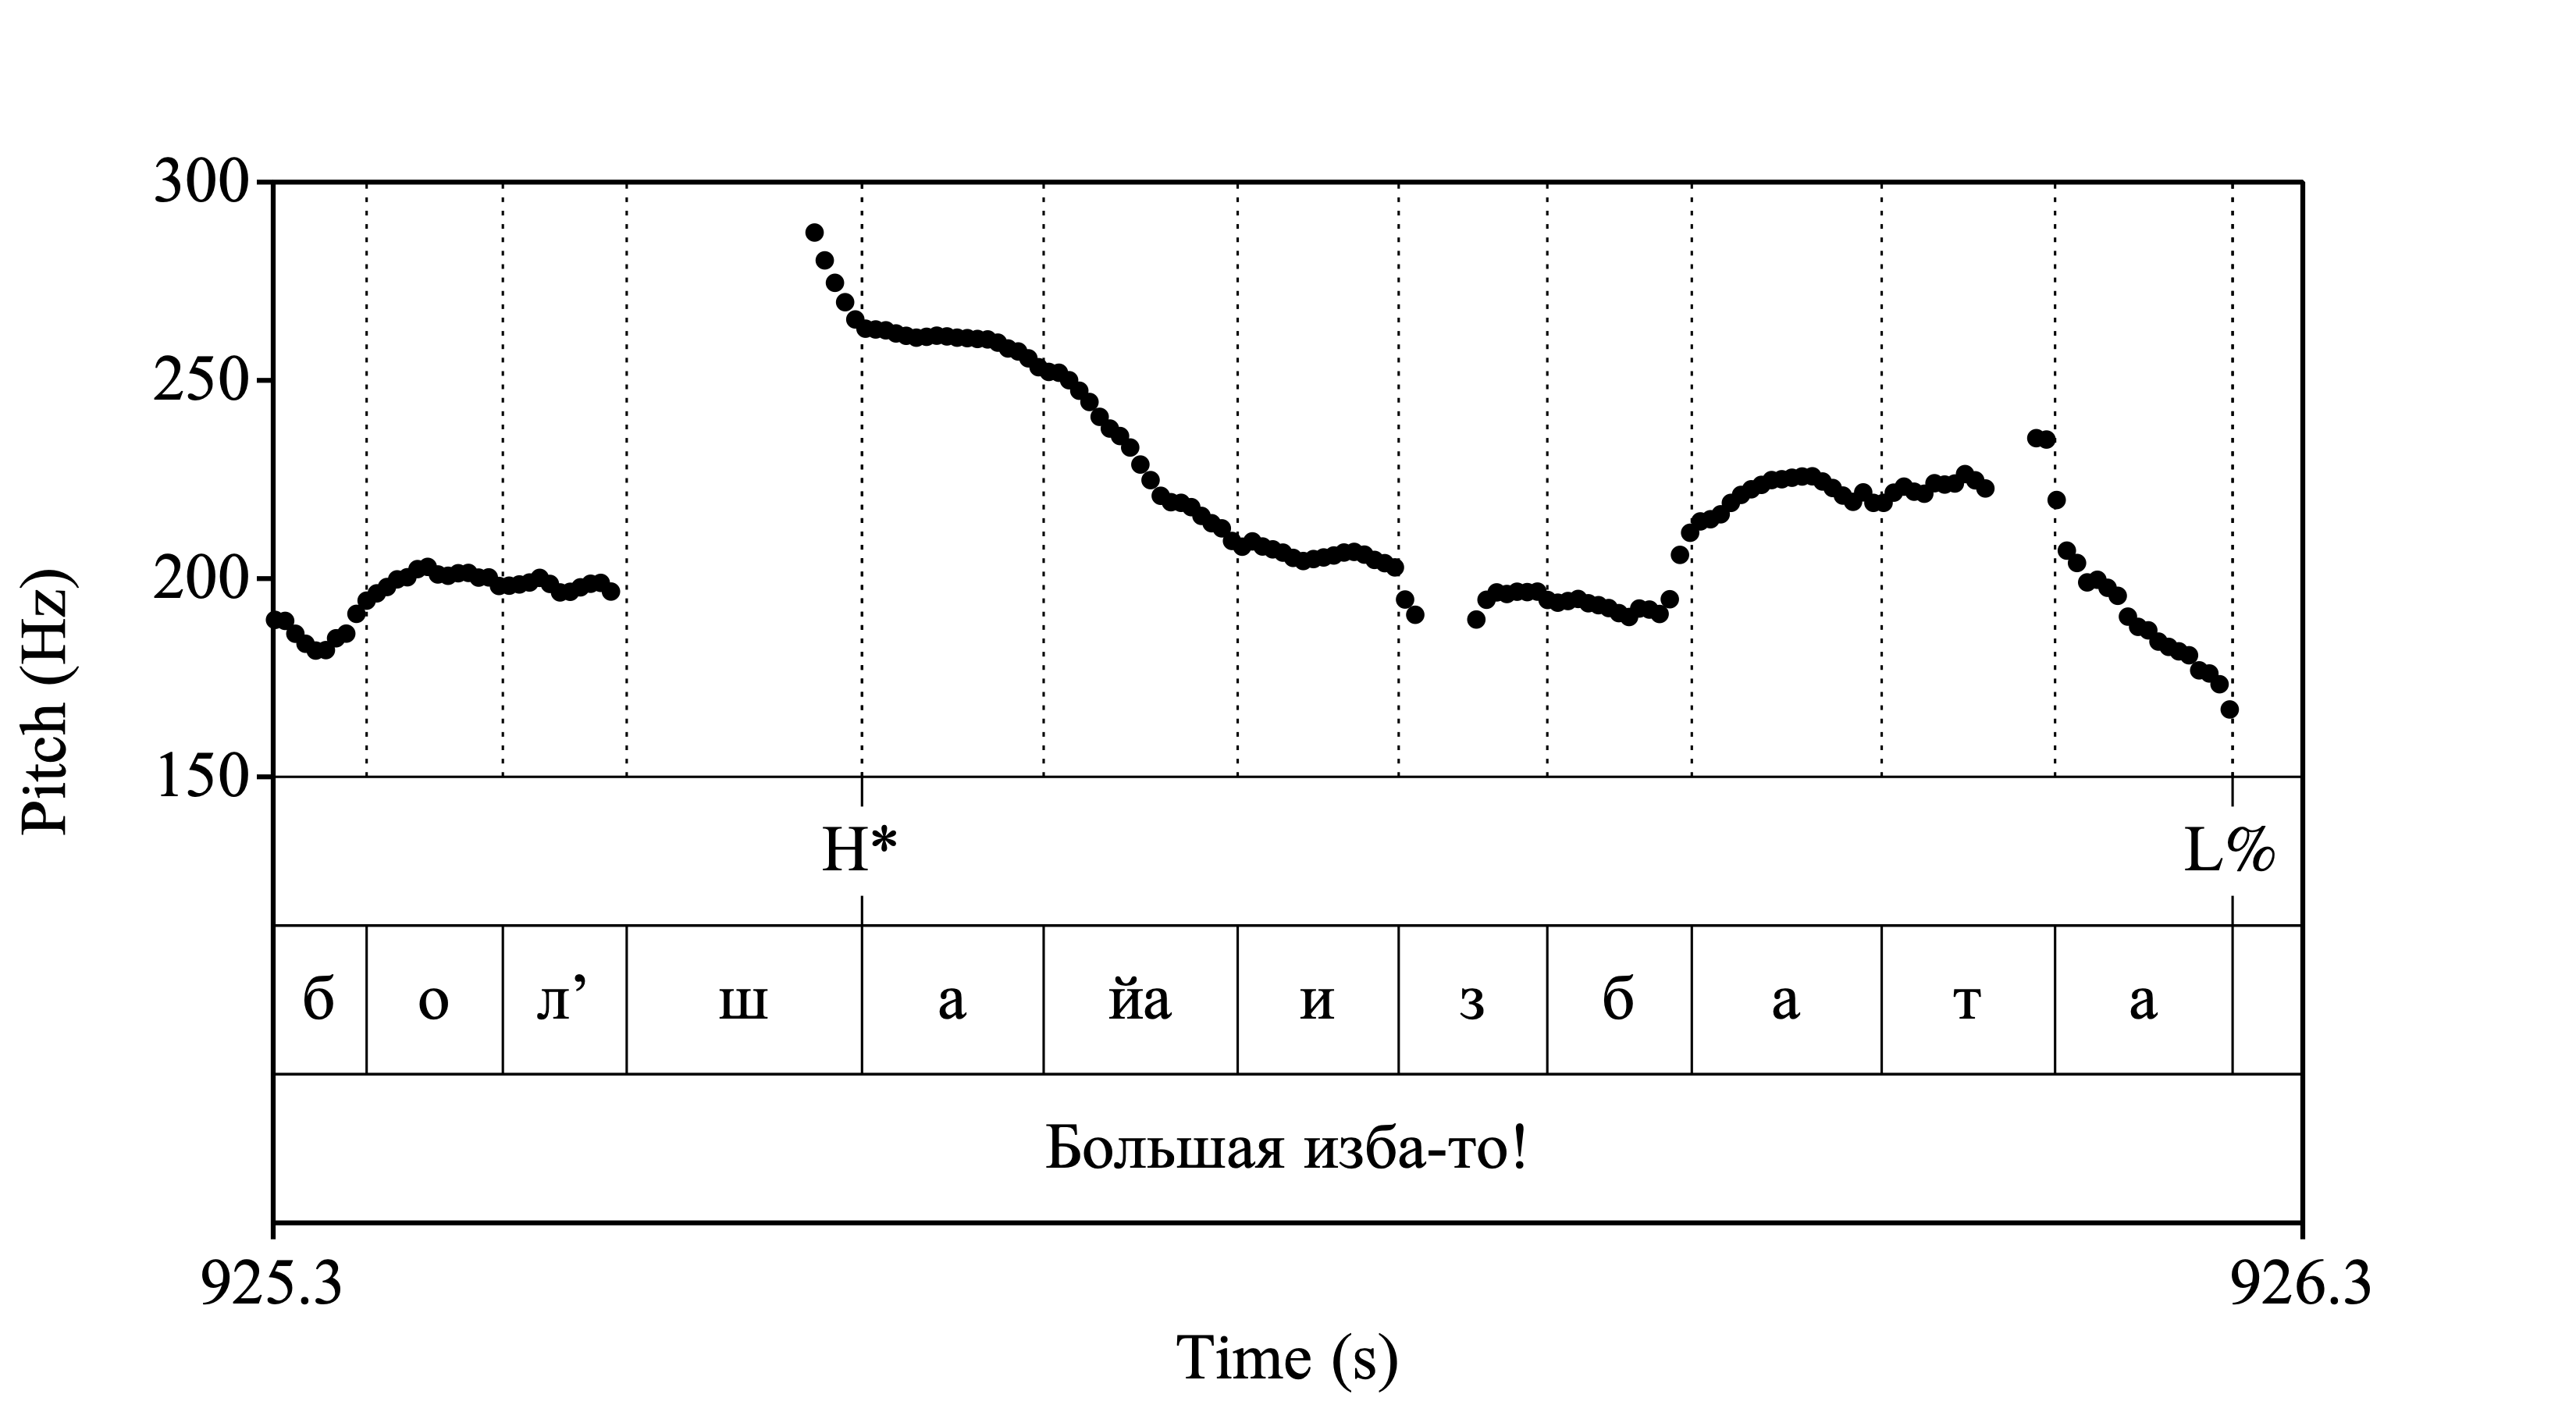 300
250
200
150
Pitch (Hz)
H* L%
б о л’ ш а йа и з б а т а
Большая изба-то!
925.3 926.3
Time (s)